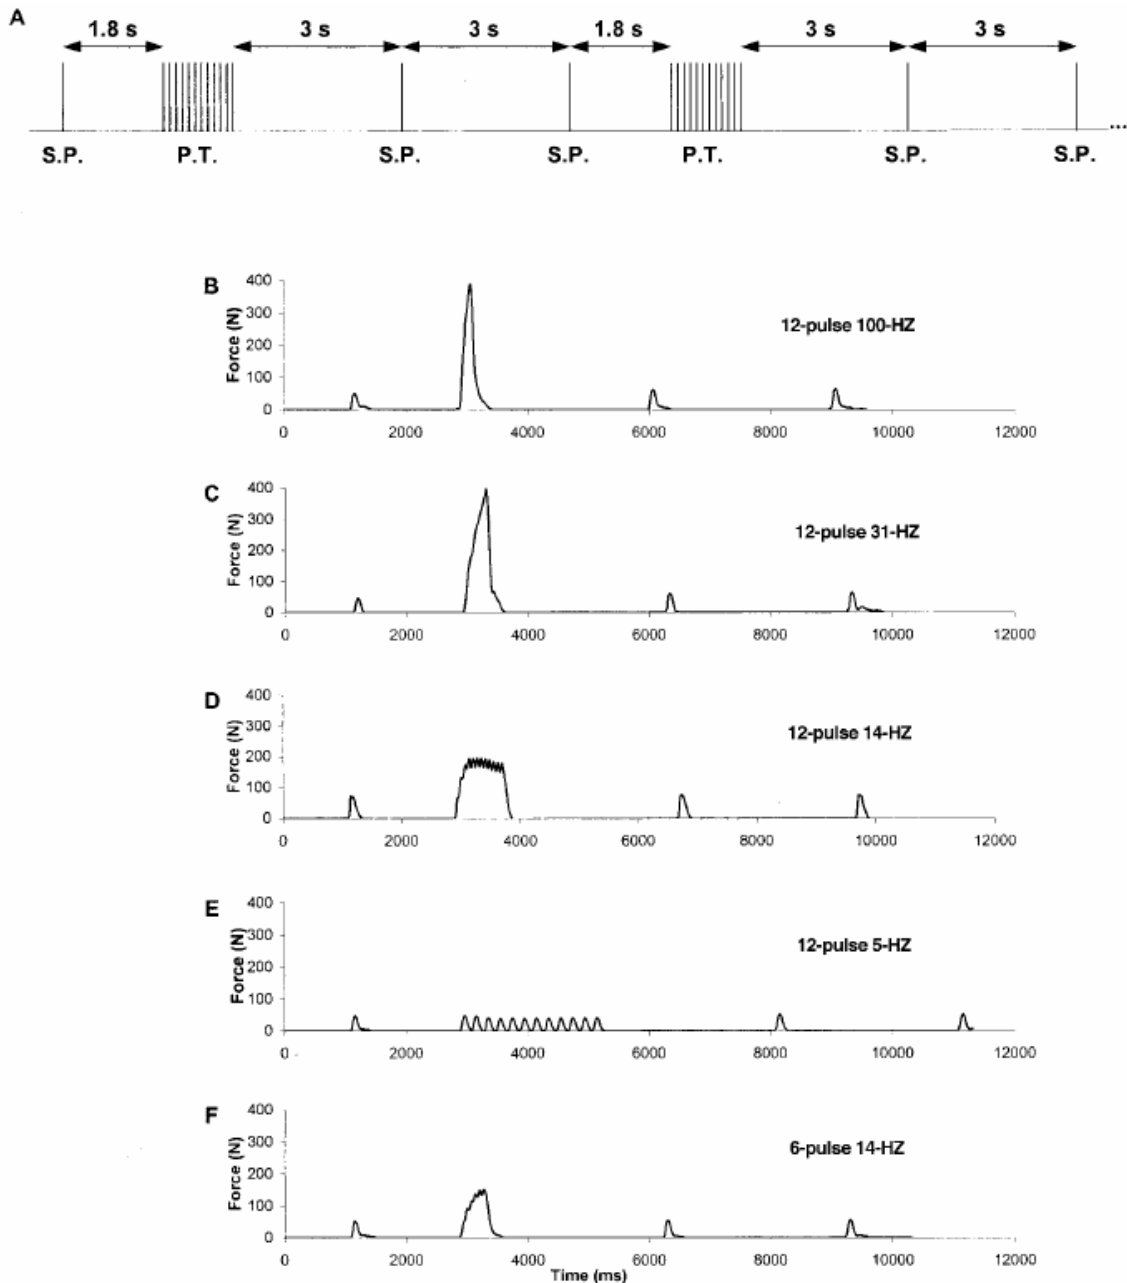 A
1.8 s 3 s 3 s 1.8 s 3 s 3 s
...
S.P. P.T. S.P. S.P. P.T. S.P. S.P.
B
Force (N)
400
300
200
100
0
12-pulse 100-HZ
0 2000 4000 6000 8000 10000 12000
C
Force (N)
400
300
200
100
0
12-pulse 31-HZ
0 2000 4000 6000 8000 10000 12000
D
Force (N)
400
300
200
100
0
12-pulse 14-HZ
0 2000 4000 6000 8000 10000 12000
E
Force (N)
400
300
200
100
0
12-pulse 5-HZ
0 2000 4000 6000 8000 10000 12000
F
Force (N)
400
300
200
100
0
6-pulse 14-HZ
0 2000 4000 6000 8000 10000 12000
Time (ms)